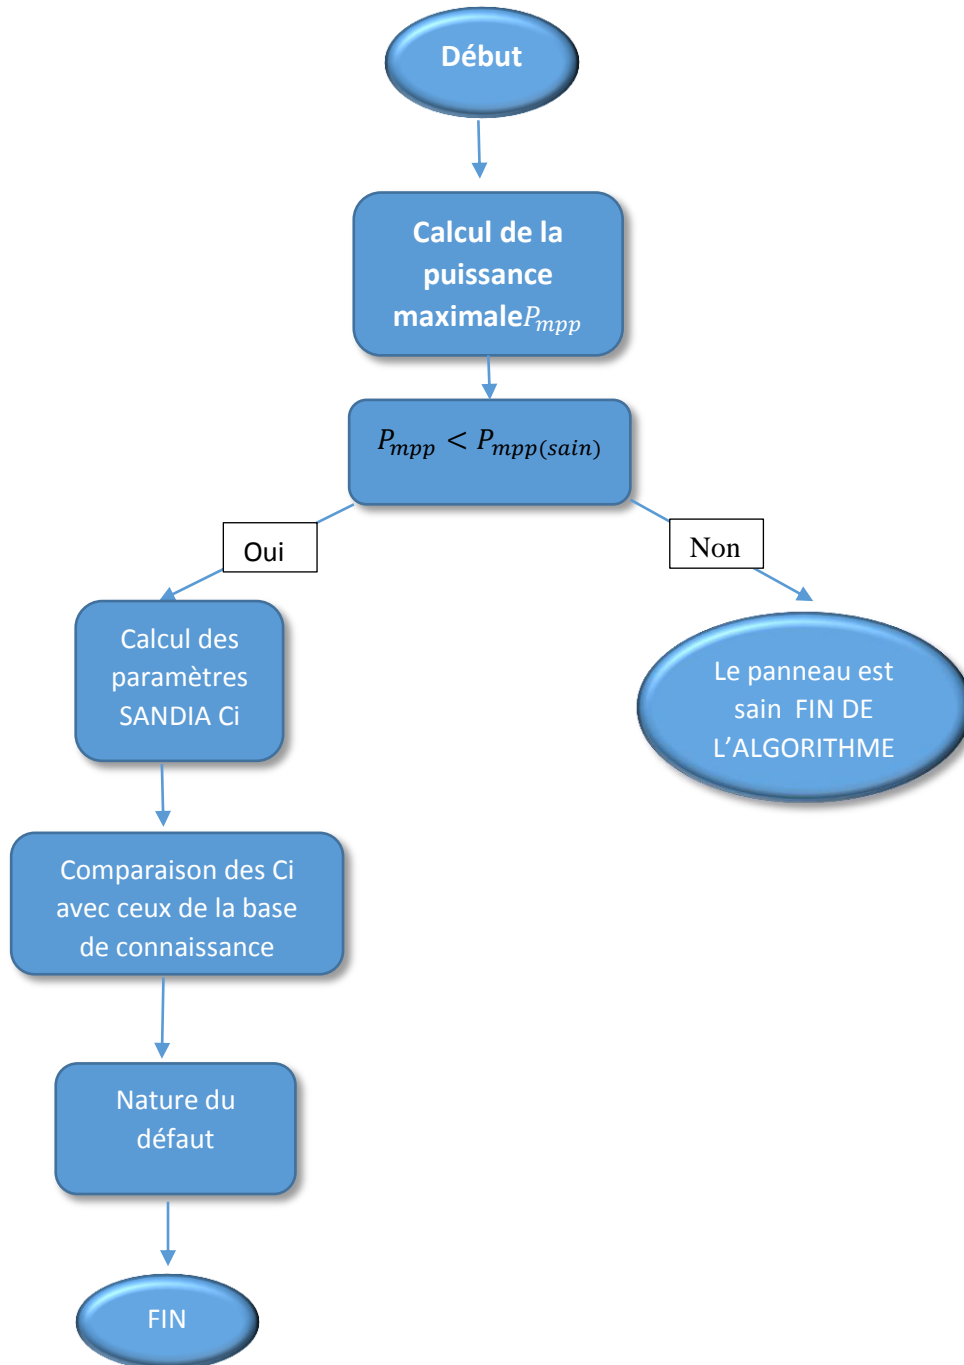 Début
Calcul de la
puissance
maximale$P_{mpp}$
$P_{mpp} < P_{mpp(sain)}$
Oui
Non
Calcul des
paramètres
SANDIA Ci
Le panneau est
sain  FIN DE
L’ALGORITHME
Comparaison des Ci
avec ceux de la base
de connaissance
Nature du
défaut
FIN